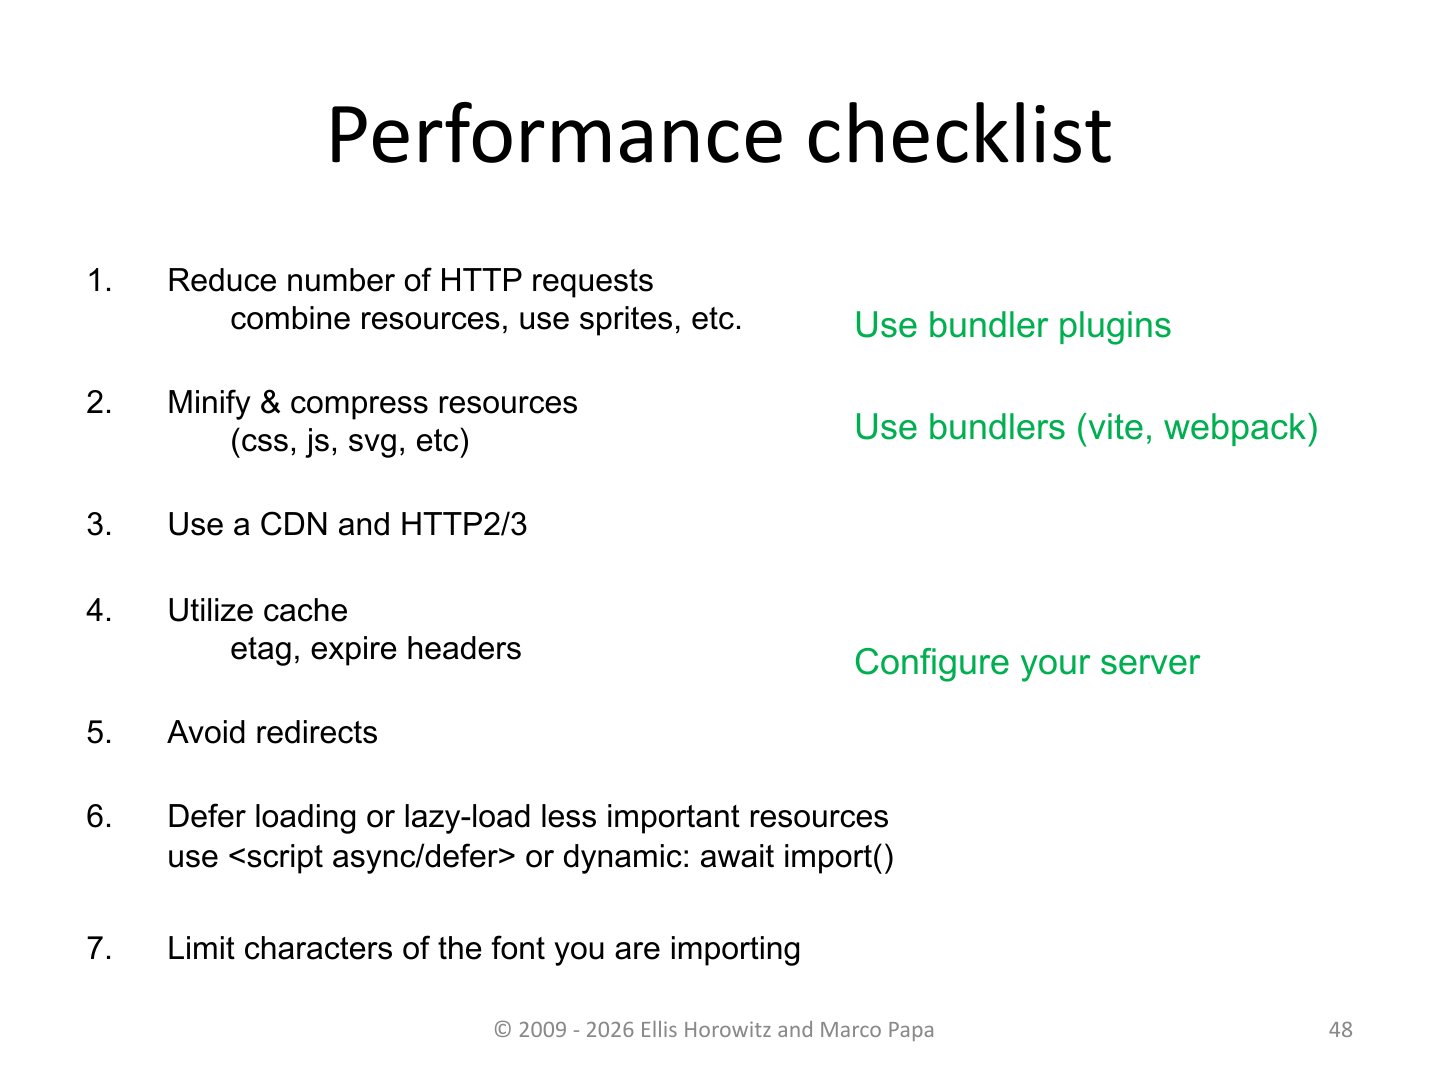 Performance checklist
1. Reduce number of HTTP requests
combine resources, use sprites, etc.
Use bundler plugins
2. Minify & compress resources
(css, js, svg, etc)
Use bundlers (vite, webpack)
3. Use a CDN and HTTP2/3
4. Utilize cache
etag, expire headers
Configure your server
5. Avoid redirects
6. Defer loading or lazy-load less important resources
use <script async/defer> or dynamic: await import()
7. Limit characters of the font you are importing
© 2009 - 2026 Ellis Horowitz and Marco Papa
48